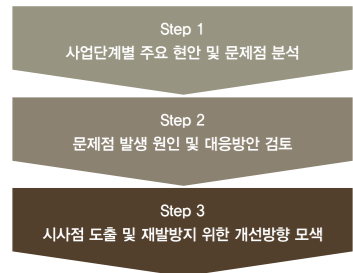 Step 1
사업단계별 주요 현안 및 문제점 분석
Step 2
문제점 발생 원인 및 대응방안 검토
Step 3
시사점 도출 및 재발방지 위한 개선방향 모색